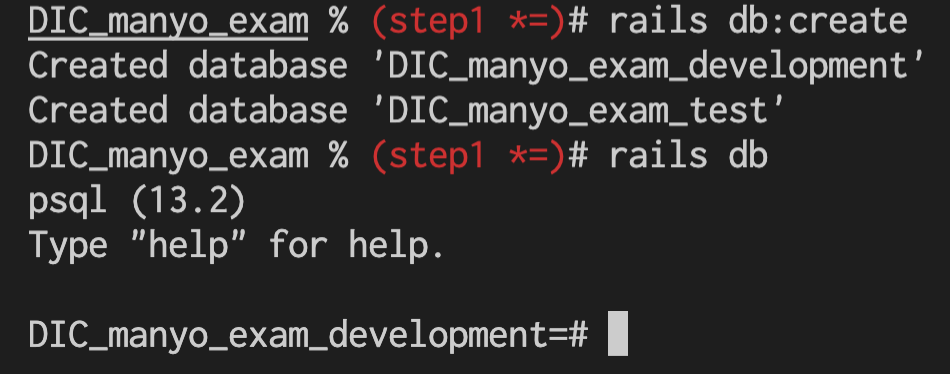 DIC_manyo_exam % (step1 *=)# rails db:create
Created database 'DIC_manyo_exam_development'
Created database 'DIC_manyo_exam_test'
DIC_manyo_exam % (step1 *=)# rails db
psql (13.2)
Type "help" for help.
DIC_manyo_exam_development=#